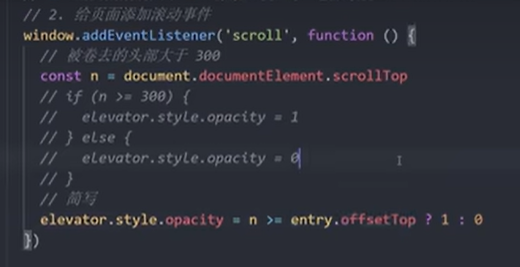 // 2. 给页面添加滚动事件
window.addEventListener('scroll', function () {
// 被卷去的头部大于 300
const n = document.documentElement.scrollTop
// if (n >= 300) {
//   elevator.style.opacity = 1
// } else {
//   elevator.style.opacity = 0
// }
// 简写
elevator.style.opacity = n >= entry.offsetTop ? 1 : 0
})